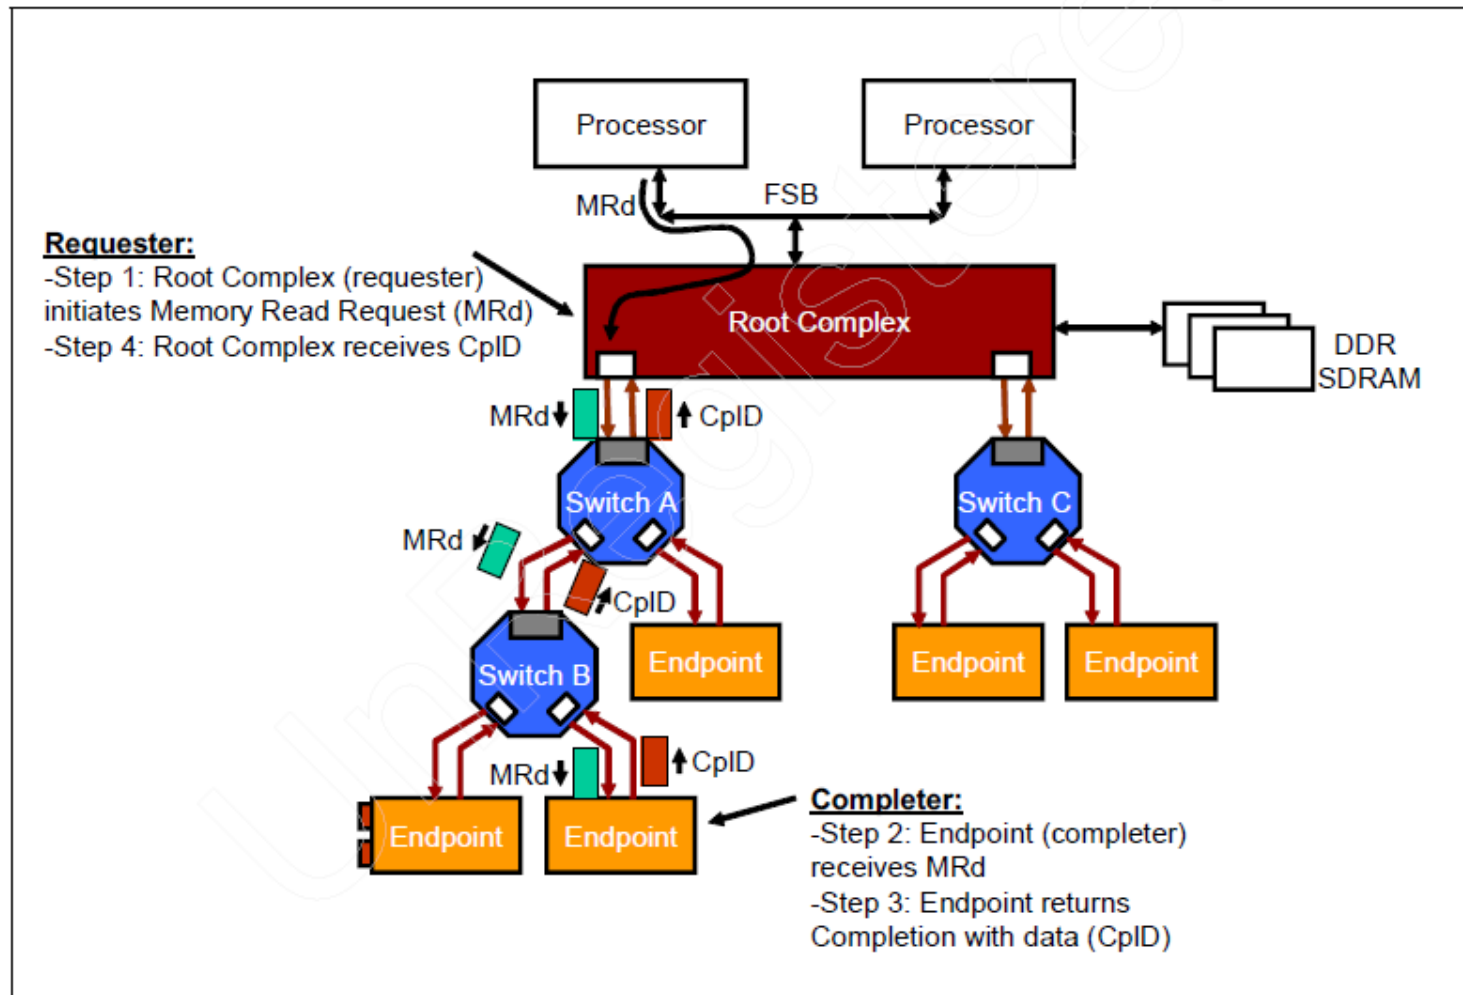 Processor
Processor
MRd
FSB
Requester:
-Step 1: Root Complex (requester)
initiates Memory Read Request (MRd)
-Step 4: Root Complex receives CplD
Root Complex
DDR
SDRAM
MRd
CplD
Switch A
Switch C
MRd
CplD
Endpoint
Endpoint
Endpoint
Switch B
MRd
CplD
Endpoint
Endpoint
Completer:
-Step 2: Endpoint (completer)
receives MRd
-Step 3: Endpoint returns
Completion with data (CplD)